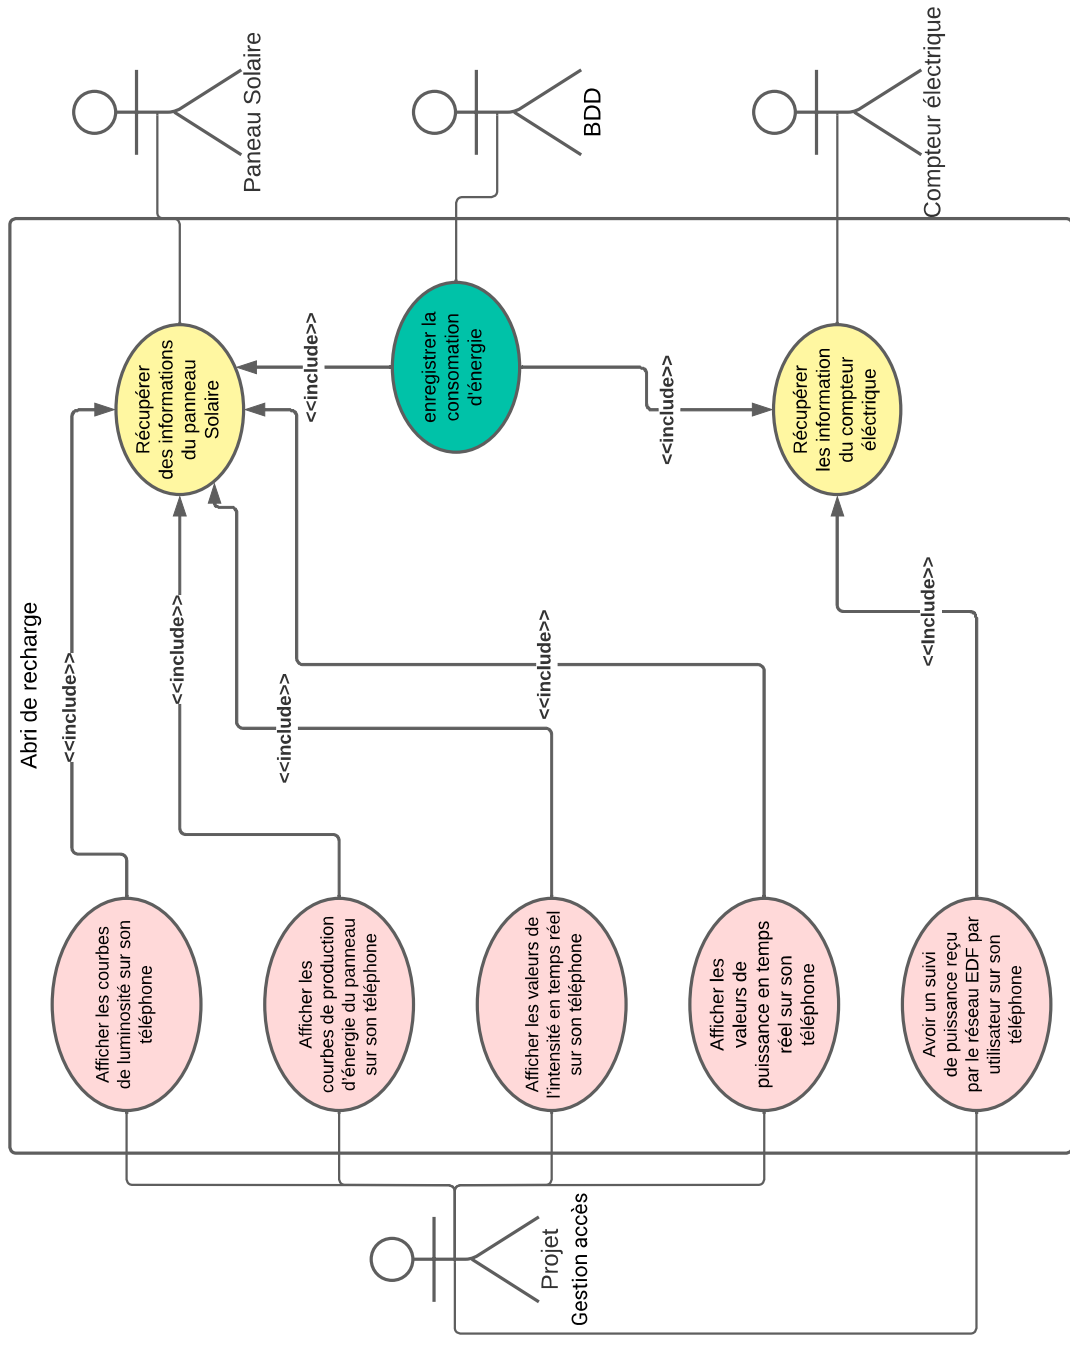 Abri de recharge
Projet
Gestion accès
Afficher les courbes
de luminosité sur son
téléphone
Afficher les
courbes de production
d'énergie du panneau
sur son téléphone
Afficher les valeurs de
l'intensité en temps réel
sur son téléphone
Afficher les
valeurs de
puissance en temps
réel sur son
téléphone
Avoir un suivi
de puissance reçu
par le réseau EDF par
utilisateur sur son
téléphone
<<include>>
<<include>>
<<include>>
<<include>>
<<Include>>
Récupérer
des informations
du panneau
Solaire
<<include>>
enregistrer la
consomation
d'énergie
<<include>>
Récupérer
les information
du compteur
éléctrique
Paneau Solaire
BDD
Compteur électrique